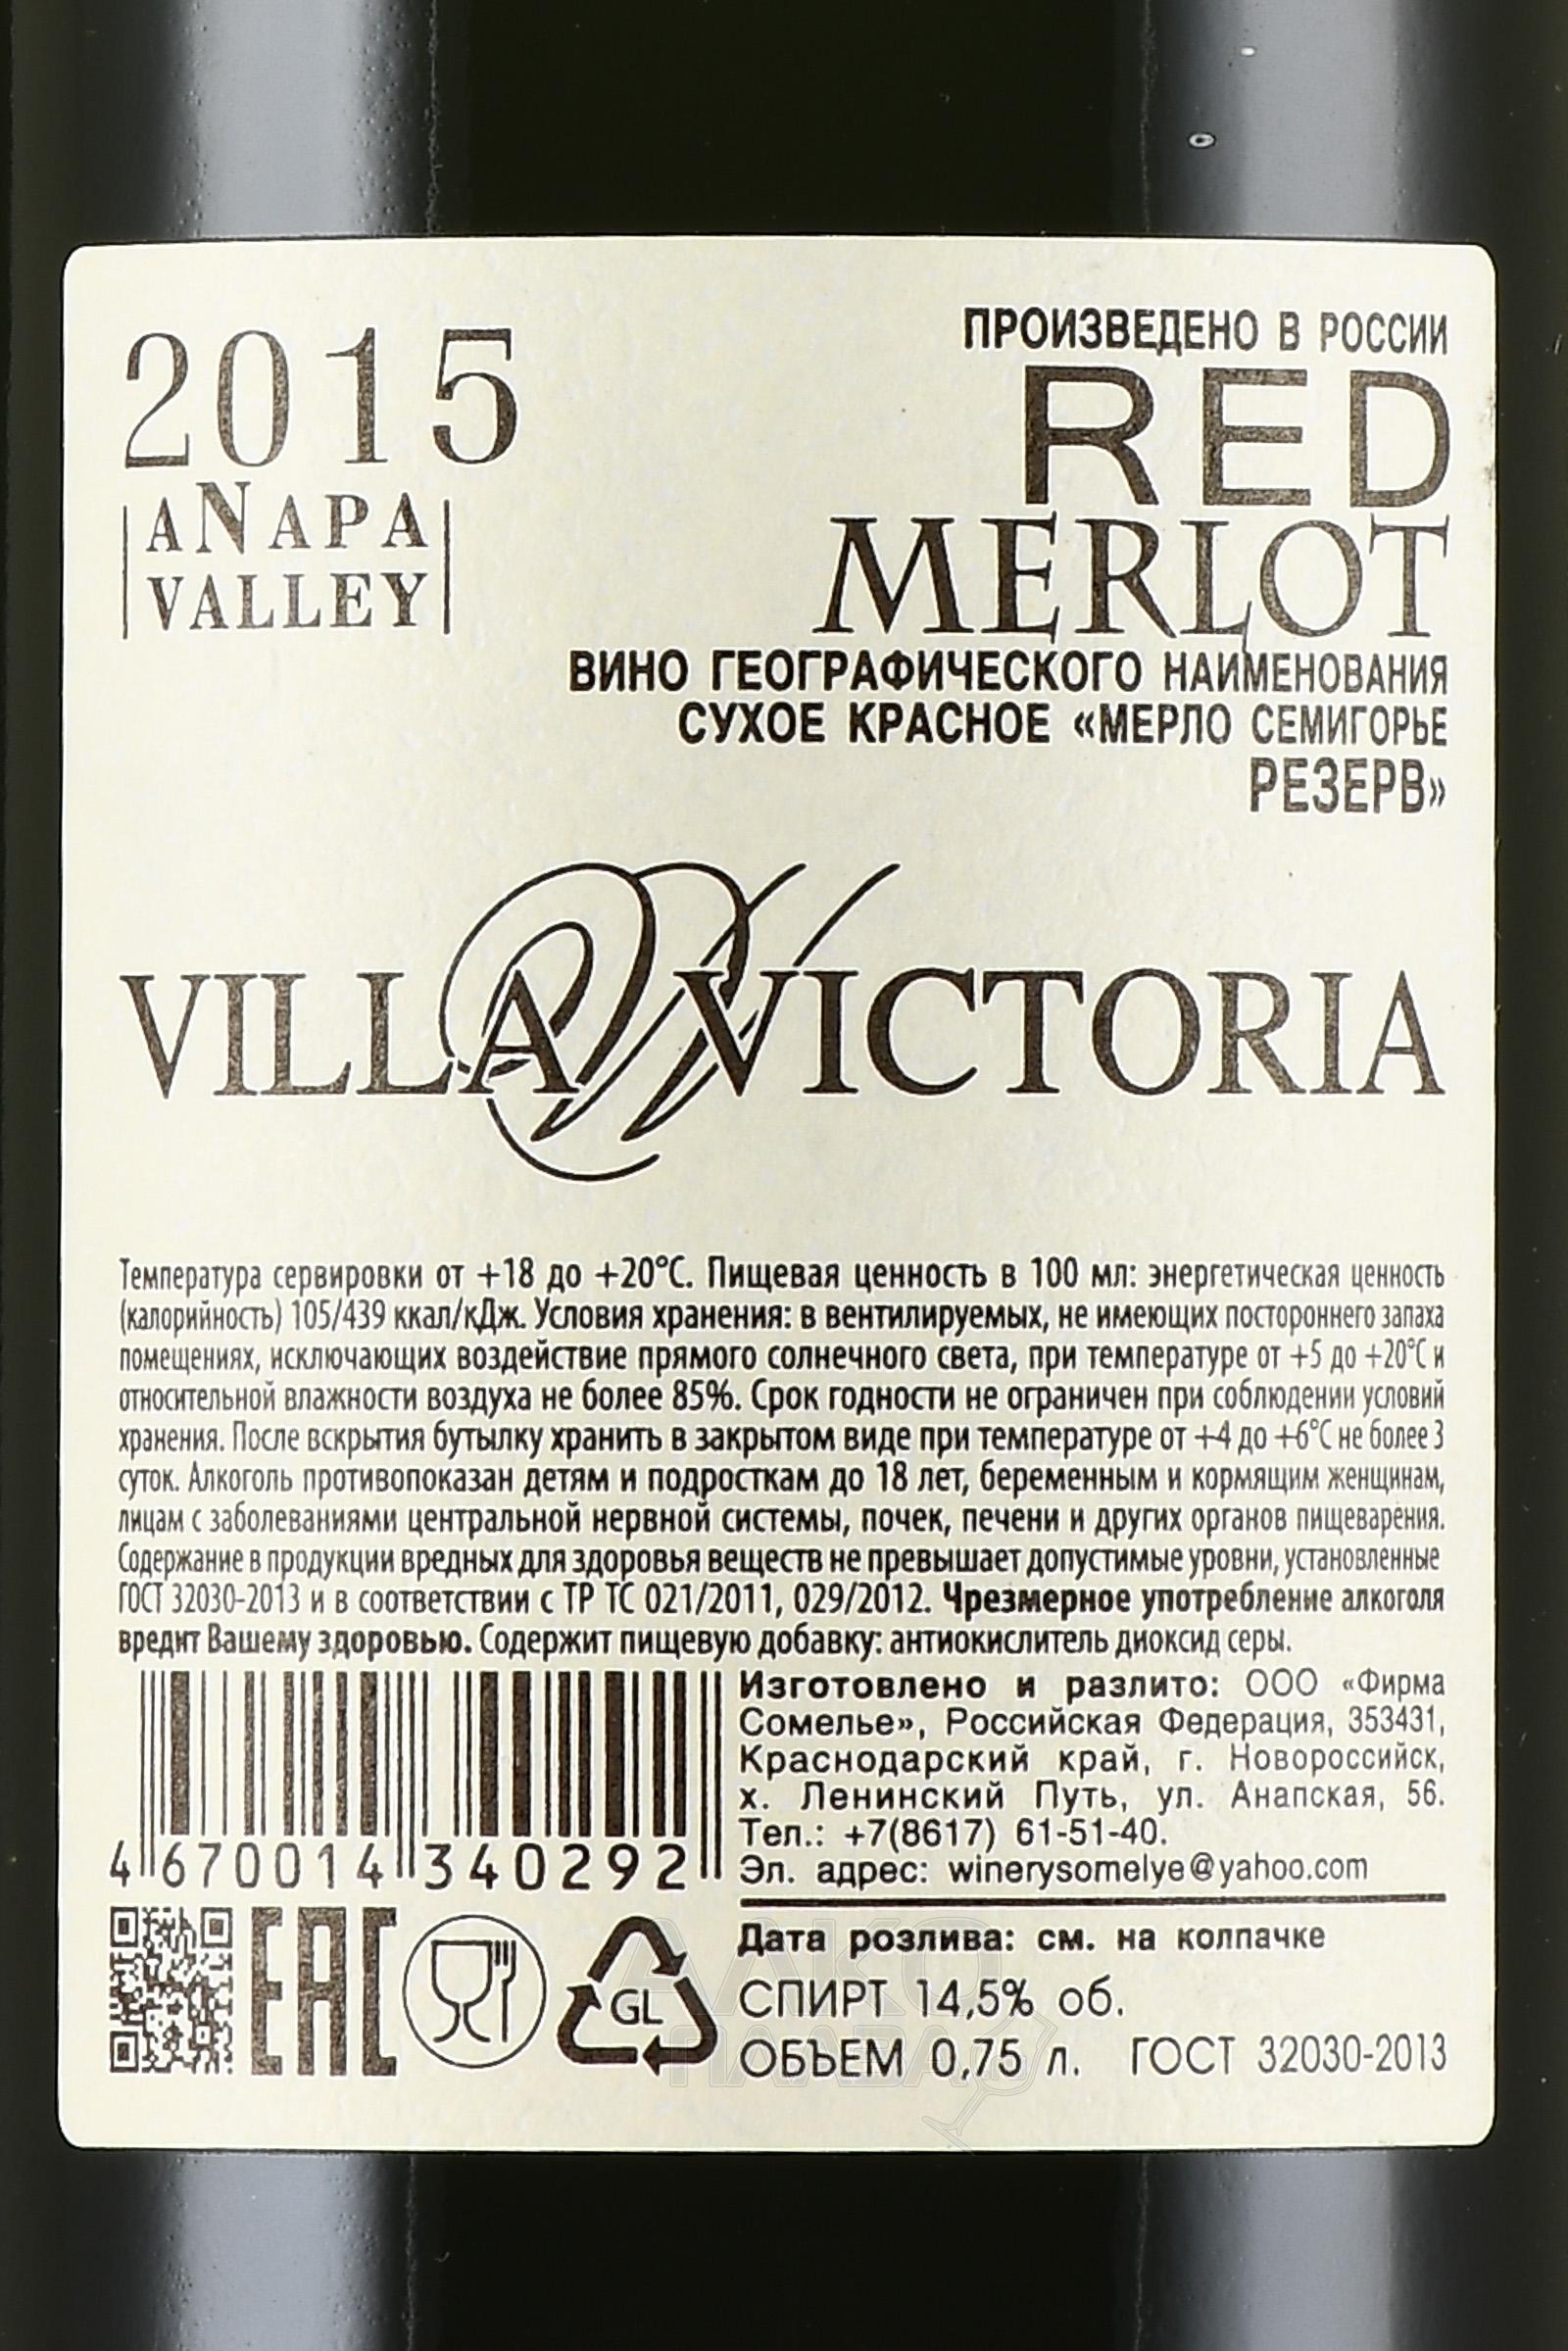 2015
ANAPA
VALLEY
ПРОИЗВЕДЕНО В РОССИИ
RED
MERLOT
ВИНО ГЕОГРАФИЧЕСКОГО НАИМЕНОВАНИЯ
СУХОЕ КРАСНОЕ «МЕРЛО СЕМИГОРЬЕ
РЕЗЕРВ»
VILLA VICTORIA
Температура сервировки от +18 до +20°С. Пищевая ценность в 100 мл: энергетическая ценность
(калорийность) 105/439 ккал/кДж. Условия хранения: в вентилируемых, не имеющих постороннего запаха
помещениях, исключающих воздействие прямого солнечного света, при температуре от +5 до +20°С и
относительной влажности воздуха не более 85%. Срок годности не ограничен при соблюдении условий
хранения. После вскрытия бутылку хранить в закрытом виде при температуре от +4 до +6°С не более 3
суток. Алкоголь противопоказан детям и подросткам до 18 лет, беременным и кормящим женщинам,
лицам с заболеваниями центральной нервной системы, почек, печени и других органов пищеварения.
Содержание в продукции вредных для здоровья веществ не превышает допустимые уровни, установленные
ГОСТ 32030-2013 и в соответствии с ТР ТС 021/2011, 029/2012. Чрезмерное употребление алкоголя
вредит Вашему здоровью. Содержит пищевую добавку: антиокислитель диоксид серы.
Изготовлено и разлито: ООО «Фирма
Сомелье», Российская Федерация, 353431,
Краснодарский край, г. Новороссийск,
х. Ленинский Путь, ул. Анапская, 56.
Тел.: +7(8617) 61-51-40.
Эл. адрес: winerysomelye@yahoo.com
4 670014 340292
EAC
GL
Дата розлива: см. на колпачке
СПИРТ 14,5% об.
ОБЪЕМ 0,75 л. ГОСТ 32030-2013
АЛКО
ПЛАЗА